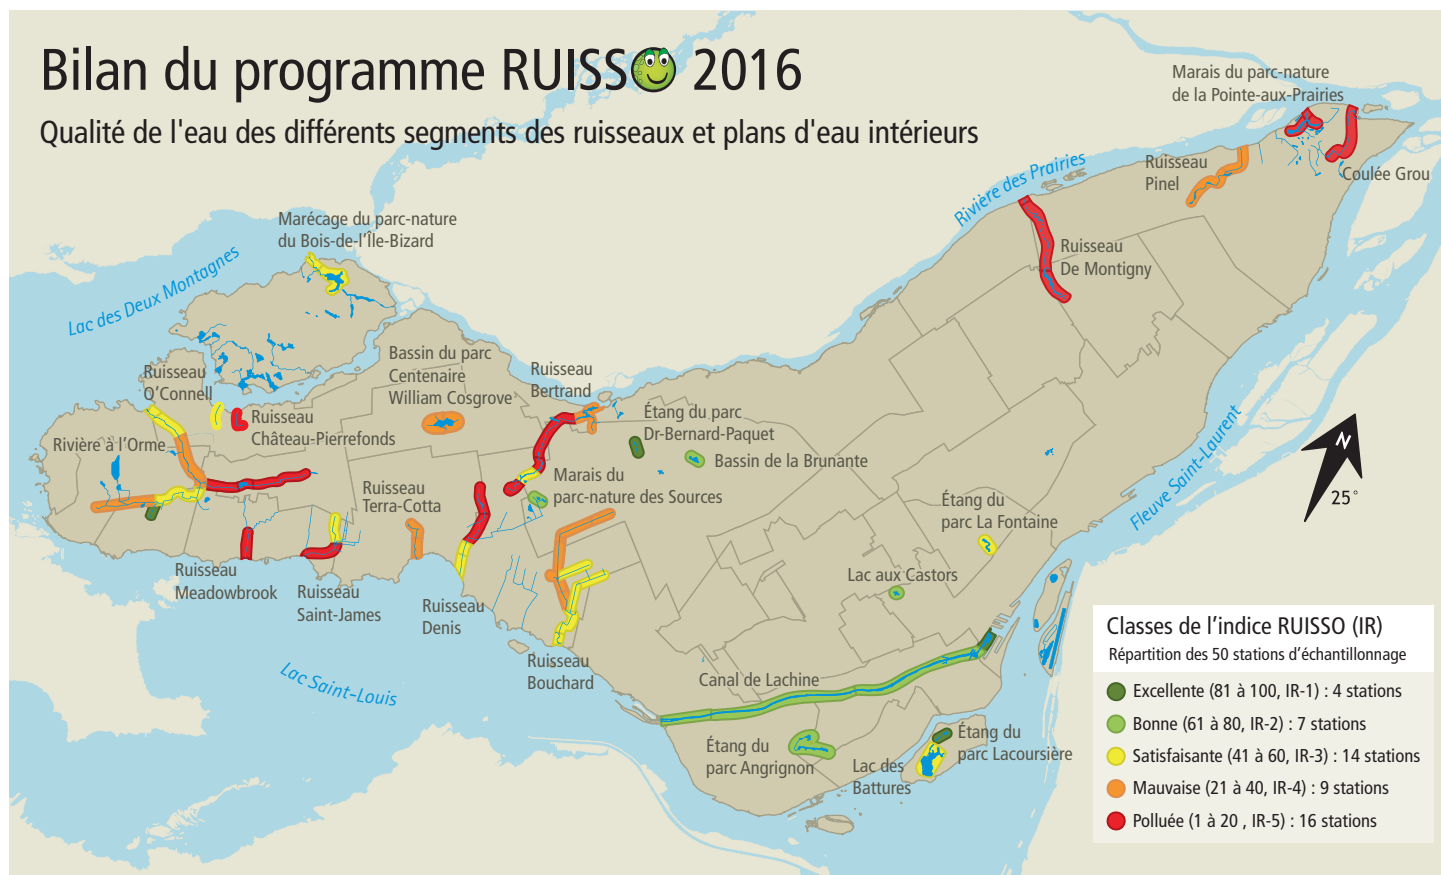 Bilan du programme RUISSO 2016
Qualité de l'eau des différents segments des ruisseaux et plans d'eau intérieurs
Marais du parc-nature
de la Pointe-aux-Prairies
Ruisseau
Pinel
Coulée Grou
Rivière des Prairies
Marécage du parc-nature
du Bois-de-l'Île-Bizard
Ruisseau
De Montigny
Lac des Deux Montagnes
Ruisseau
O'Connell
Bassin du parc
Centenaire
William Cosgrove
Ruisseau
Bertrand
Ruisseau
Château-Pierrefonds
Étang du parc
Dr-Bernard-Paquet
Rivière à l'Orme
Bassin de la Brunante
Marais du
parc-nature des Sources
Ruisseau
Terra-Cotta
Étang du
parc La Fontaine
Fleuve Saint-Laurent
N
25°
Ruisseau
Meadowbrook
Ruisseau
Saint-James
Ruisseau
Denis
Lac aux Castors
Ruisseau
Bouchard
Lac Saint-Louis
Canal de Lachine
Étang du
parc Angrignon
Lac des
Battures
Étang du
parc Lacoursière
Classes de l'indice RUISSO (IR)
Répartition des 50 stations d'échantillonnage
Excellente (81 à 100, IR-1) : 4 stations
Bonne (61 à 80, IR-2) : 7 stations
Satisfaisante (41 à 60, IR-3) : 14 stations
Mauvaise (21 à 40, IR-4) : 9 stations
Polluée (1 à 20 , IR-5) : 16 stations